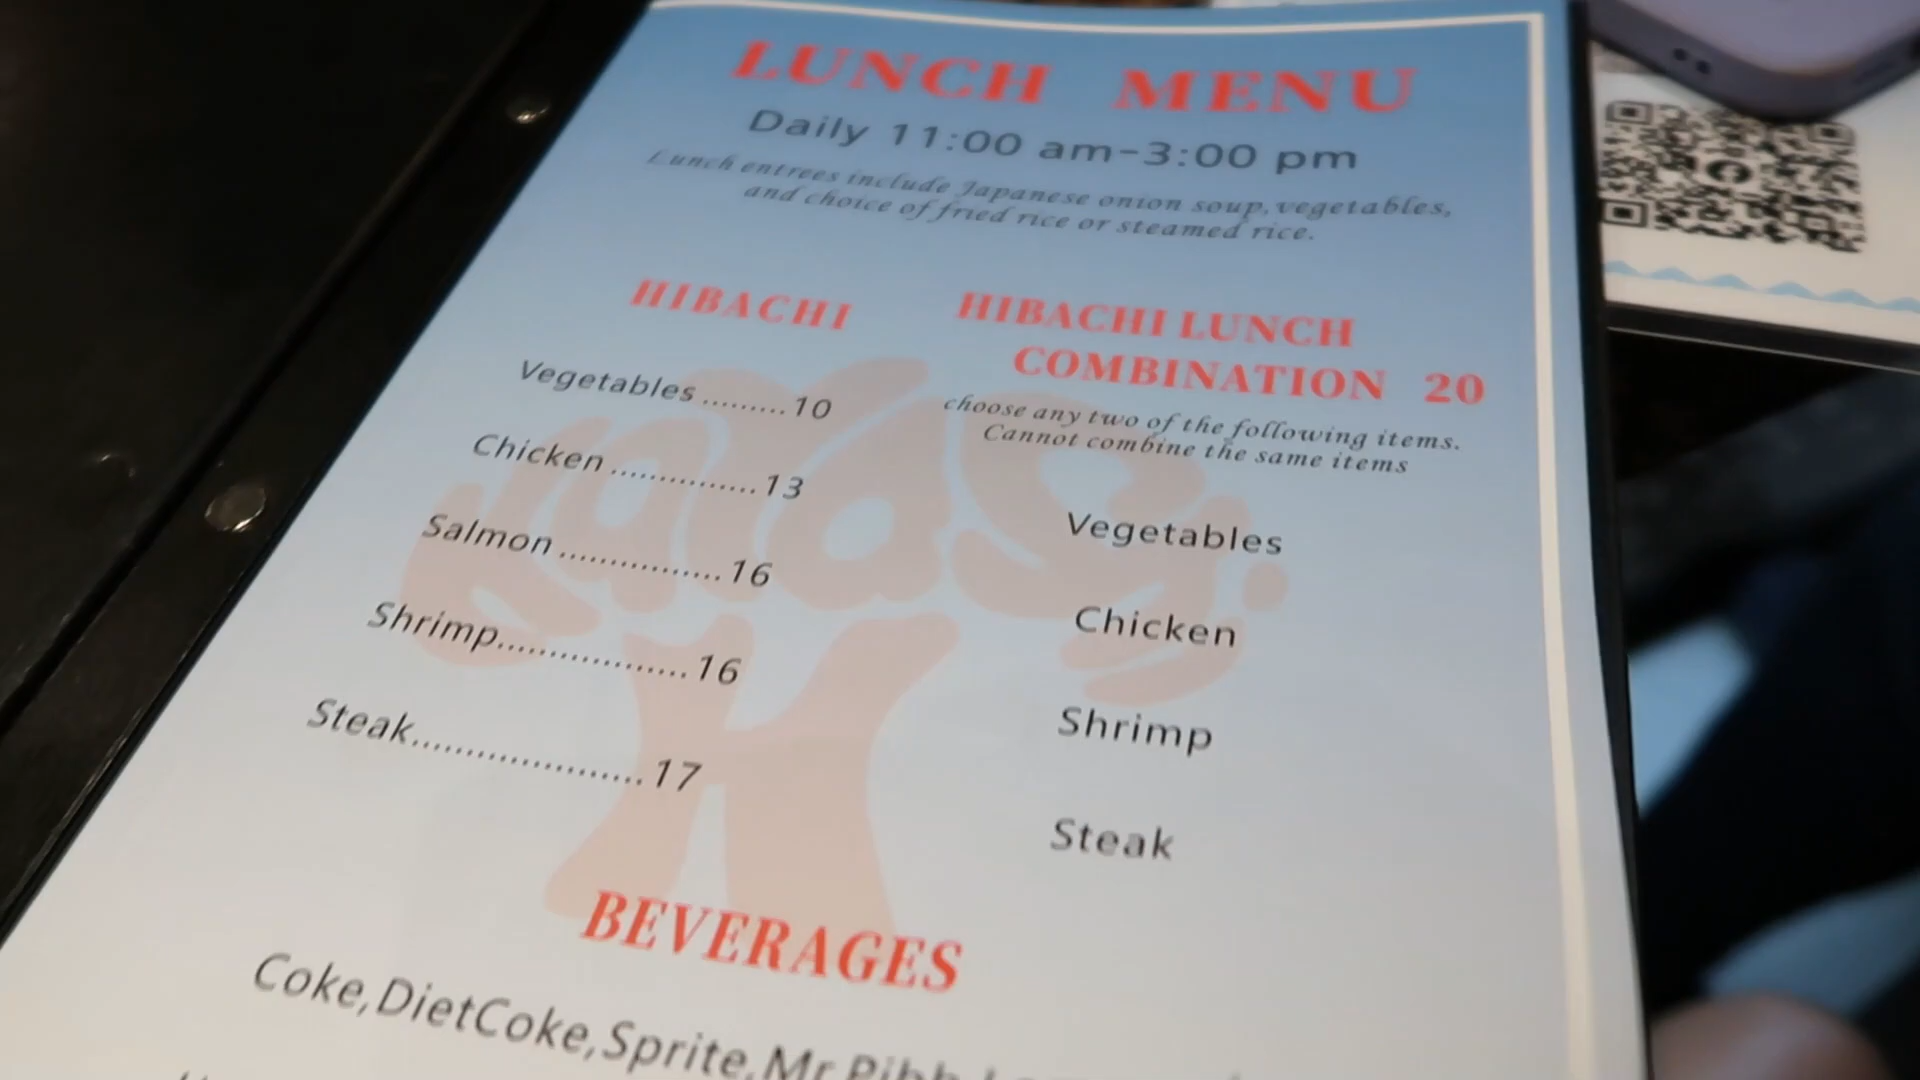 LUNCH MENU
Daily 11:00 am-3:00 pm
Lunch entrees include Japanese onion soup, vegetables,
and choice of fried rice or steamed rice.
HIBACHI
Vegetables.........10
Chicken...............13
Salmon................16
Shrimp...................16
Steak.......................17
HIBACHI LUNCH
COMBINATION 20
choose any two of the following items.
Cannot combine the same items
Vegetables
Chicken
Shrimp
Steak
BEVERAGES
Coke,DietCoke,Sprite,Mr Pibb